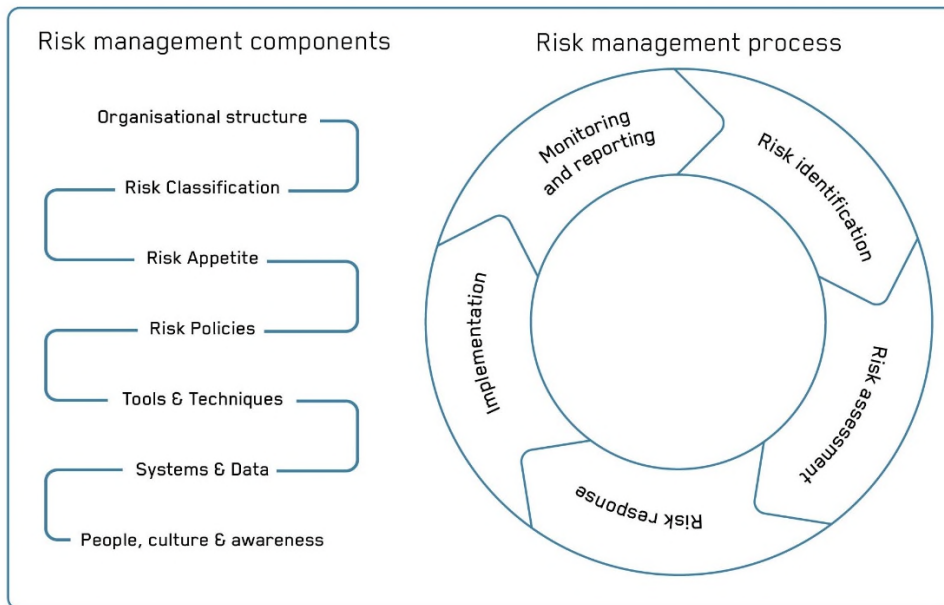 Risk management components
Organisational structure
Risk Classification
Risk Appetite
Risk Policies
Tools & Techniques
Systems & Data
People, culture & awareness
Risk management process
Risk identification
Risk assessment
Risk response
Implementation
Monitoring
and reporting